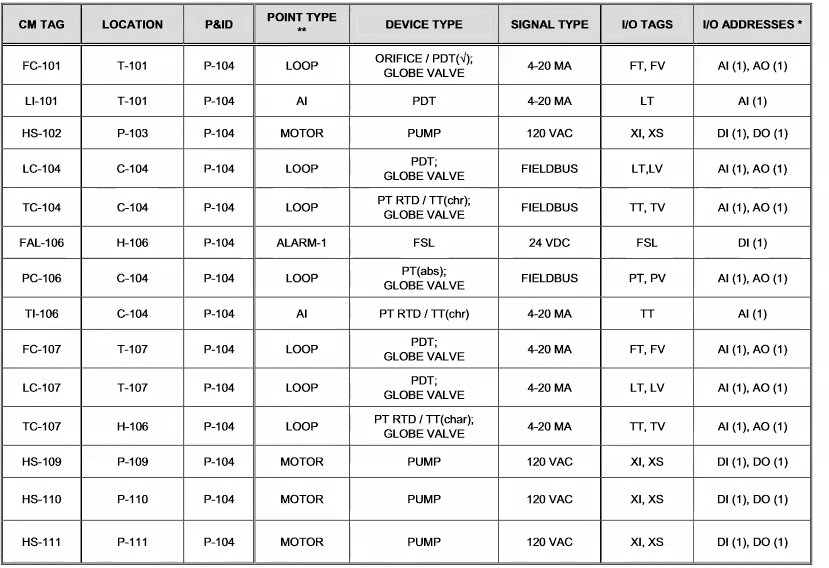 CM TAG LOCATION P&ID POINT TYPE ** DEVICE TYPE SIGNAL TYPE I/O TAGS I/O ADDRESSES *
FC-101 T-101 P-104 LOOP ORIFICE / PDT(√); GLOBE VALVE 4-20 MA FT, FV AI (1), AO (1)
LI-101 T-101 P-104 AI PDT 4-20 MA LT AI (1)
HS-102 P-103 P-104 MOTOR PUMP 120 VAC XI, XS DI (1), DO (1)
LC-104 C-104 P-104 LOOP PDT; GLOBE VALVE FIELDBUS LT,LV AI (1), AO (1)
TC-104 C-104 P-104 LOOP PT RTD / TT(chr); GLOBE VALVE FIELDBUS TT, TV AI (1), AO (1)
FAL-106 H-106 P-104 ALARM-1 FSL 24 VDC FSL DI (1)
PC-106 C-104 P-104 LOOP PT(abs); GLOBE VALVE FIELDBUS PT, PV AI (1), AO (1)
TI-106 C-104 P-104 AI PT RTD / TT(chr) 4-20 MA TT AI (1)
FC-107 T-107 P-104 LOOP PDT; GLOBE VALVE 4-20 MA FT, FV AI (1), AO (1)
LC-107 T-107 P-104 LOOP PDT; GLOBE VALVE 4-20 MA LT, LV AI (1), AO (1)
TC-107 H-106 P-104 LOOP PT RTD / TT(char); GLOBE VALVE 4-20 MA TT, TV AI (1), AO (1)
HS-109 P-109 P-104 MOTOR PUMP 120 VAC XI, XS DI (1), DO (1)
HS-110 P-110 P-104 MOTOR PUMP 120 VAC XI, XS DI (1), DO (1)
HS-111 P-111 P-104 MOTOR PUMP 120 VAC XI, XS DI (1), DO (1)